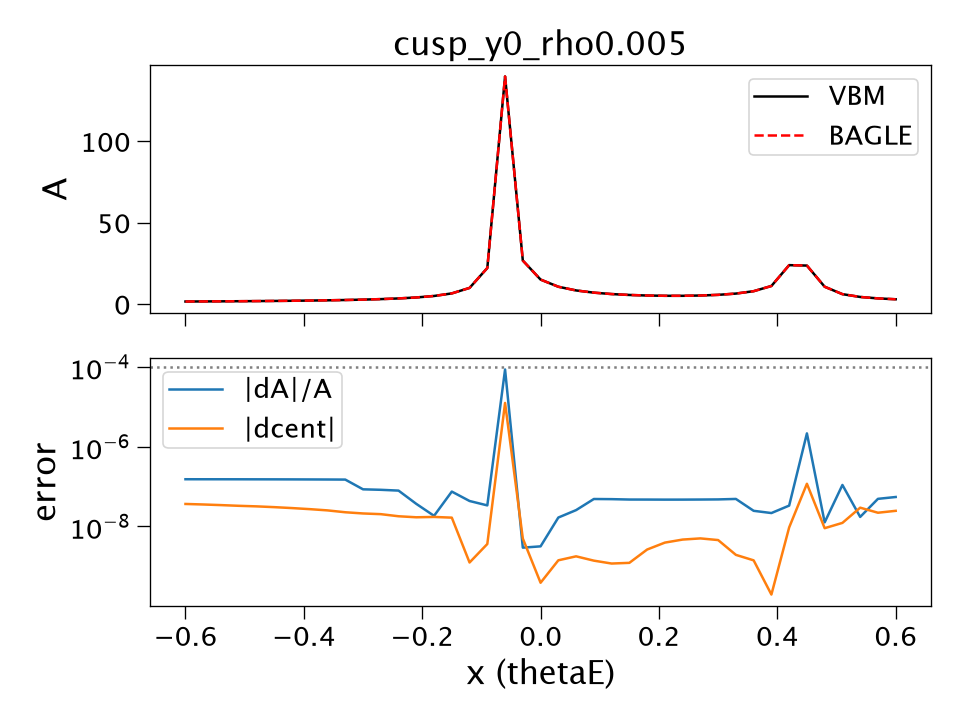 cusp_y0_rho0.005
VBM
BAGLE
A
100
50
0
10⁻⁴
10⁻⁶
10⁻⁸
error
|dA|/A
|dcent|
−0.6 −0.4 −0.2 0.0 0.2 0.4 0.6
x (thetaE)